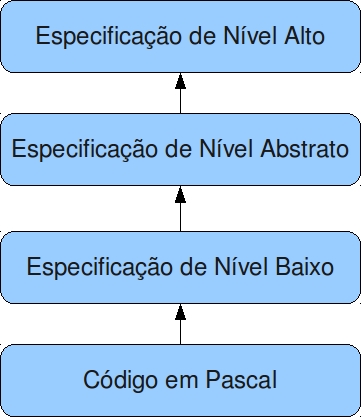 Especificação de Nível Alto
Especificação de Nível Abstrato
Especificação de Nível Baixo
Código em Pascal